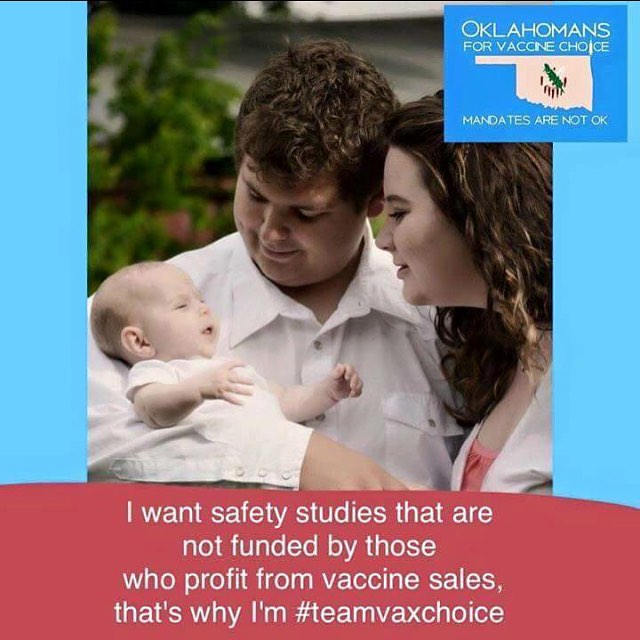 OKLAHOMANS
FOR VACCINE CHOICE
MANDATES ARE NOT OK
I want safety studies that are
not funded by those
who profit from vaccine sales,
that's why I'm #teamvaxchoice